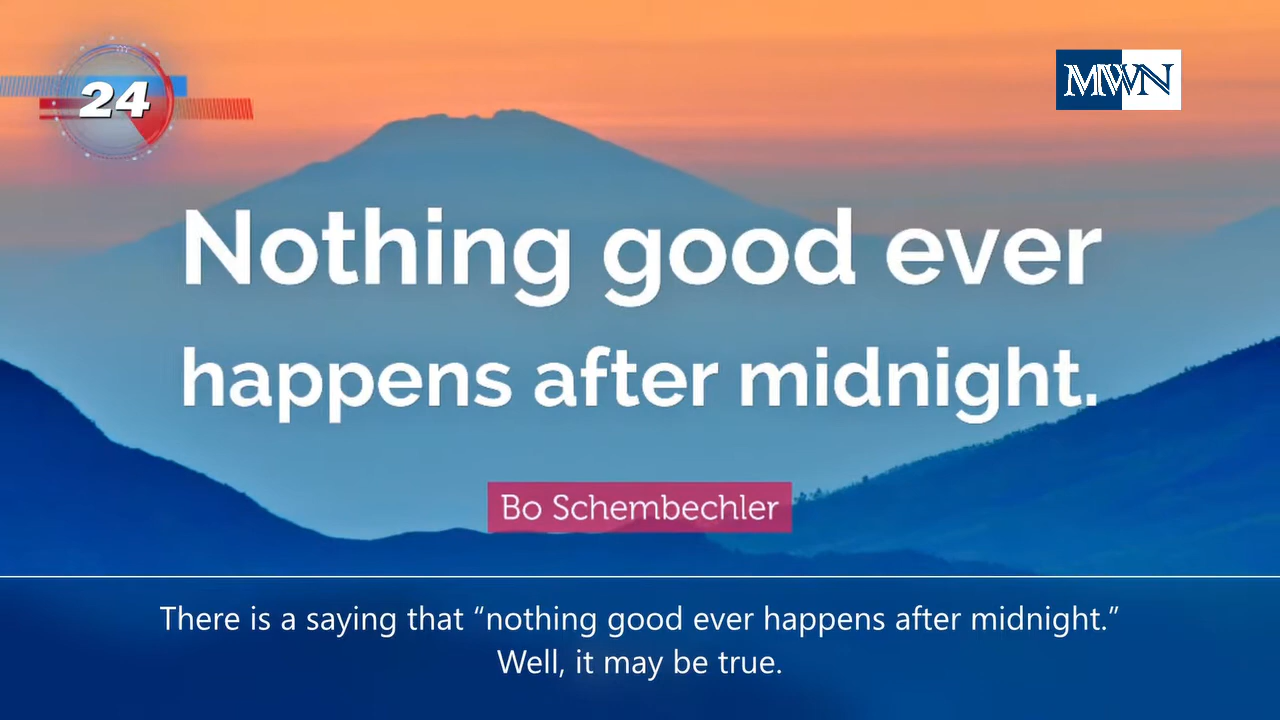 24
MWN
Nothing good ever
happens after midnight.
Bo Schembechler
There is a saying that “nothing good ever happens after midnight.”
Well, it may be true.